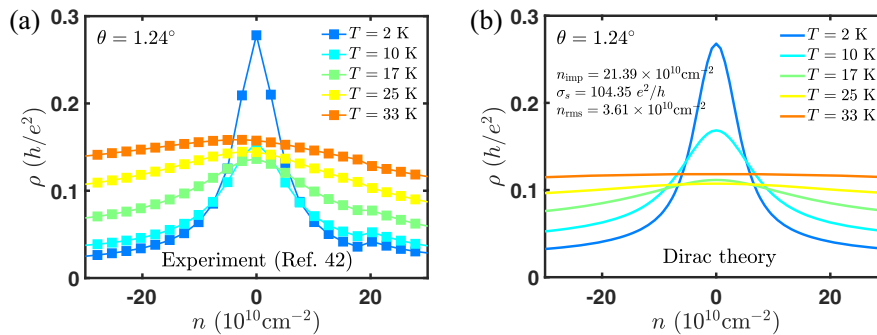 (a)
θ = 1.24°
T = 2 K
T = 10 K
T = 17 K
T = 25 K
T = 33 K
Experiment (Ref. 42)
ρ (h/e²)
0.3
0.2
0.1
0
-20
0
20
n (10¹⁰cm⁻²)
(b)
θ = 1.24°
n_imp = 21.39 × 10¹⁰cm⁻²
σ_s = 104.35 e²/h
n_rms = 3.61 × 10¹⁰cm⁻²
T = 2 K
T = 10 K
T = 17 K
T = 25 K
T = 33 K
Dirac theory
ρ (h/e²)
0.3
0.2
0.1
0
-20
0
20
n (10¹⁰cm⁻²)